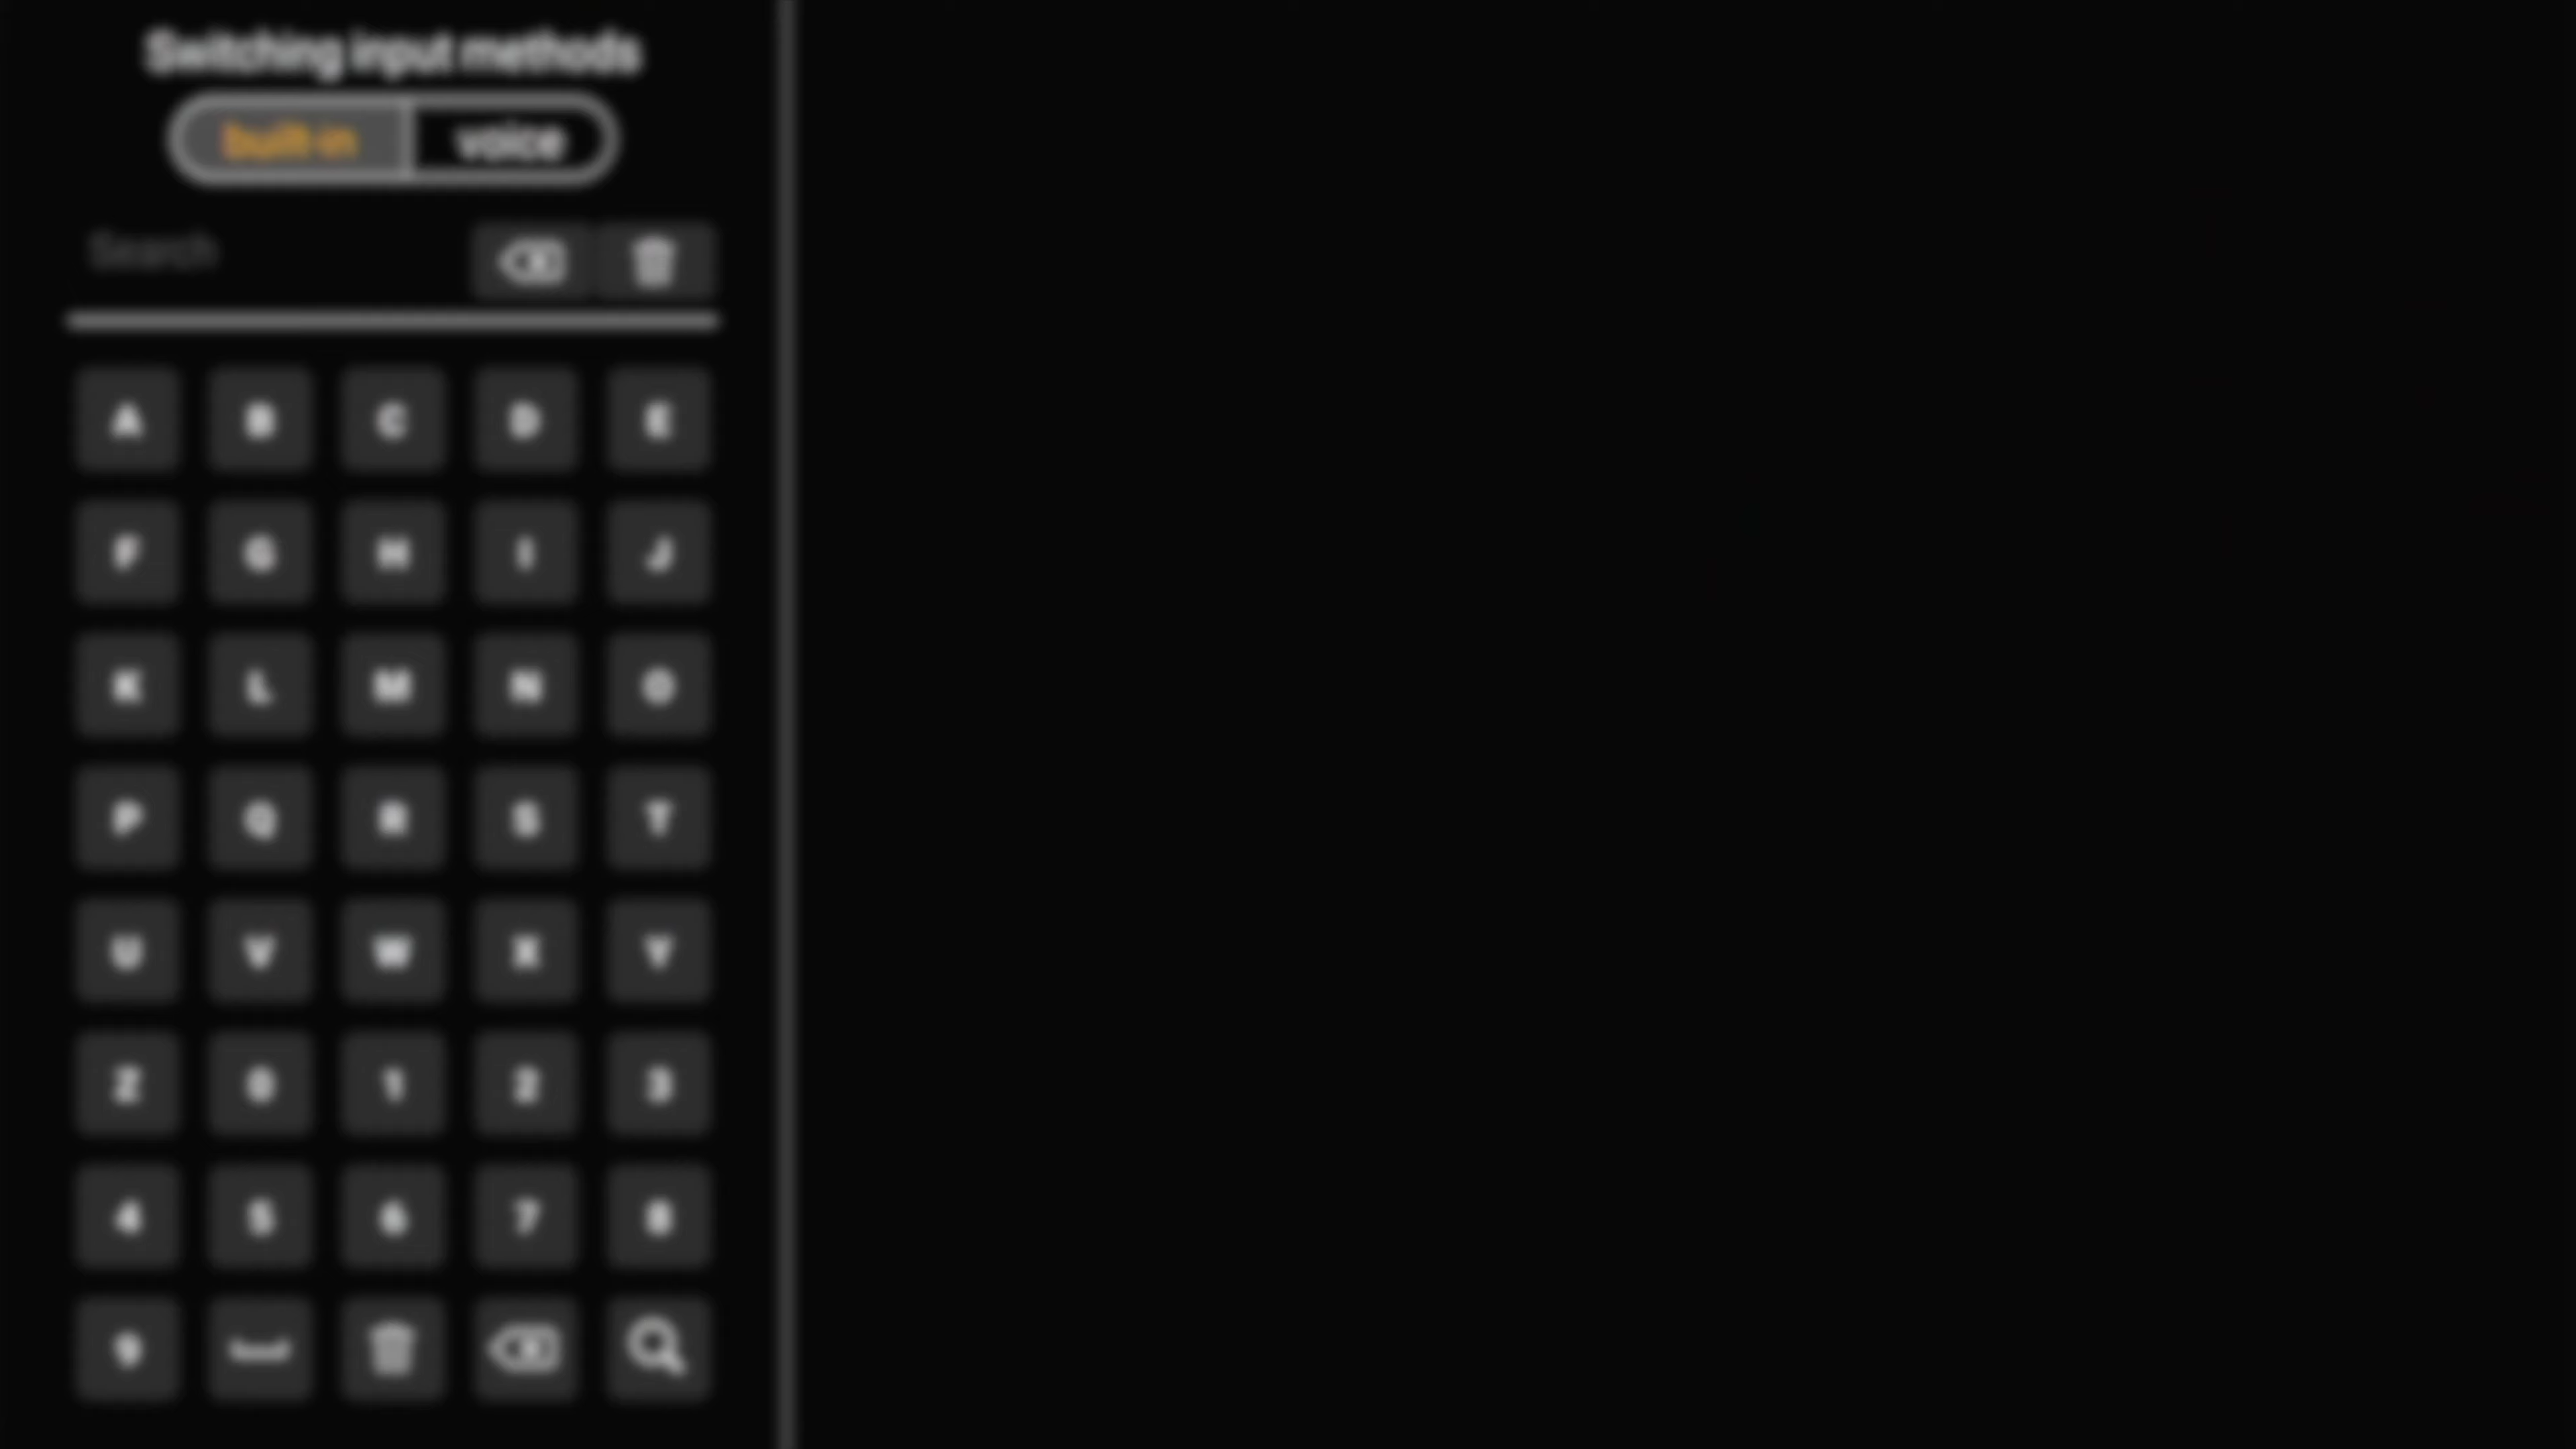 Switching input methods
built-in voice
Search
A B C D E
F G H I J
K L M N O
P Q R S T
U V W X Y
Z 0 1 2 3
4 5 6 7 8
9